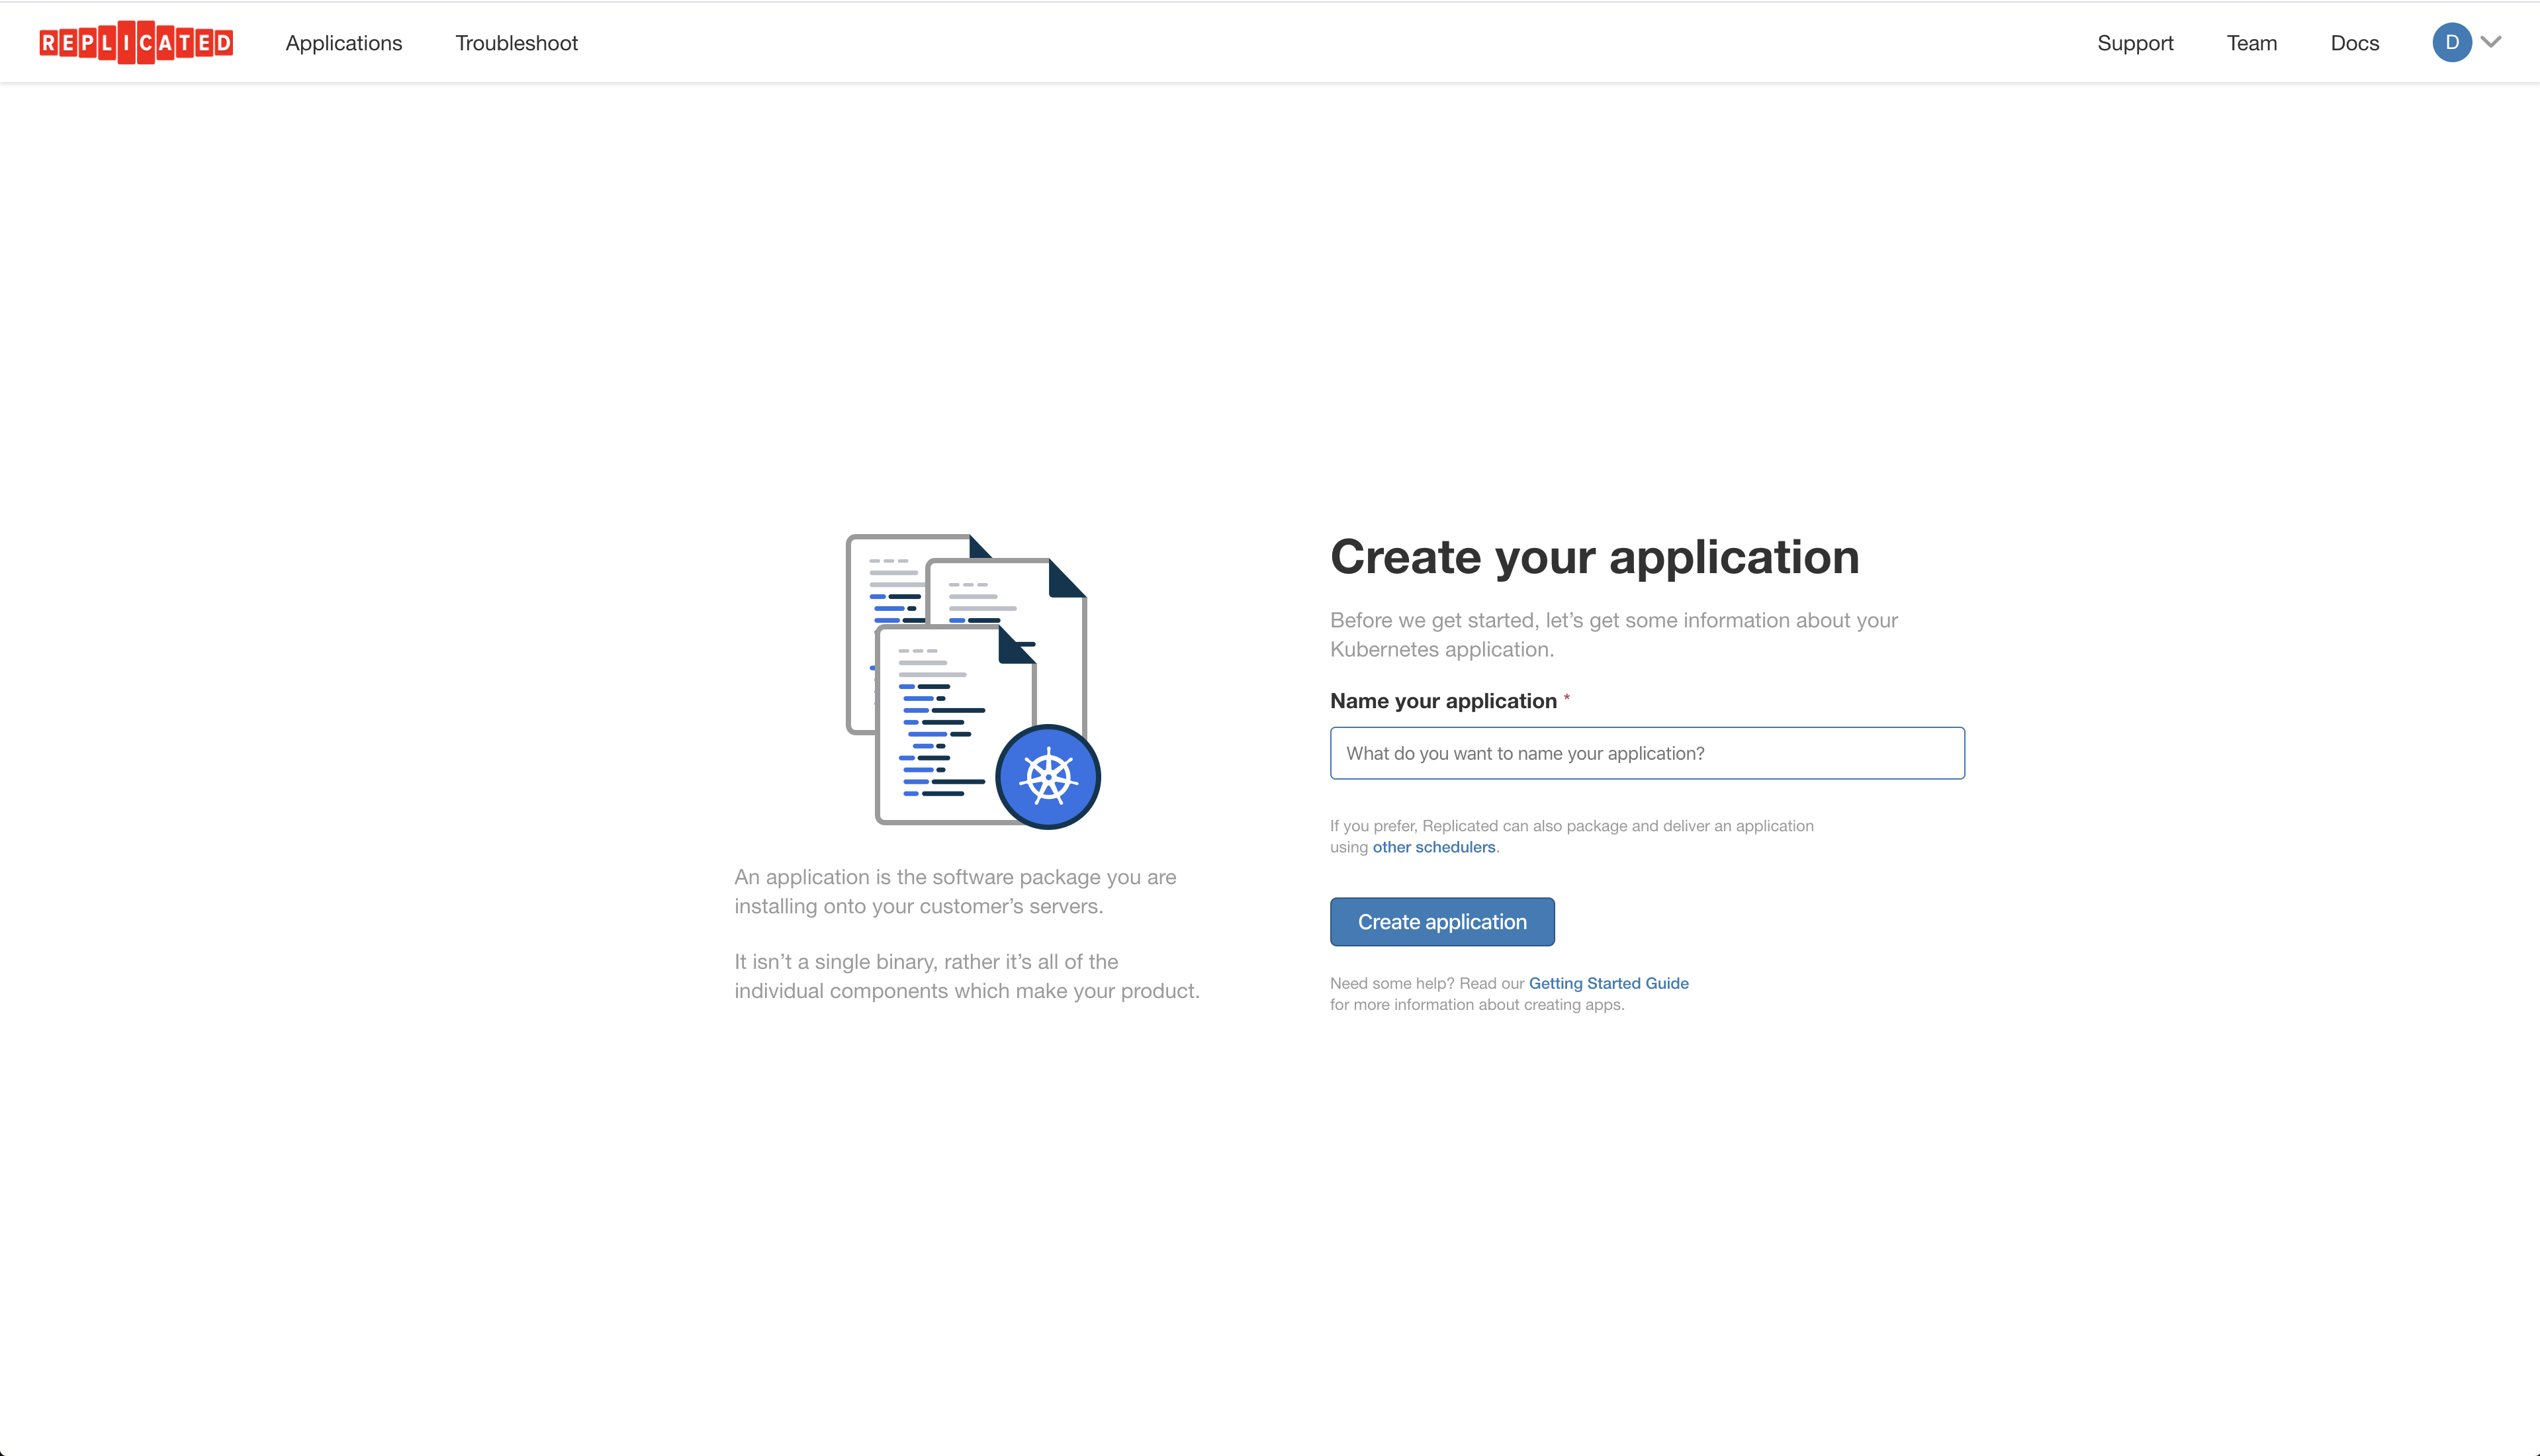 REPLICATED
Applications
Troubleshoot
Support
Team
Docs
D
An application is the software package you are
installing onto your customer’s servers.
It isn’t a single binary, rather it’s all of the
individual components which make your product.
Create your application
Before we get started, let’s get some information about your
Kubernetes application.
Name your application *
What do you want to name your application?
If you prefer, Replicated can also package and deliver an application
using other schedulers.
Create application
Need some help? Read our Getting Started Guide
for more information about creating apps.